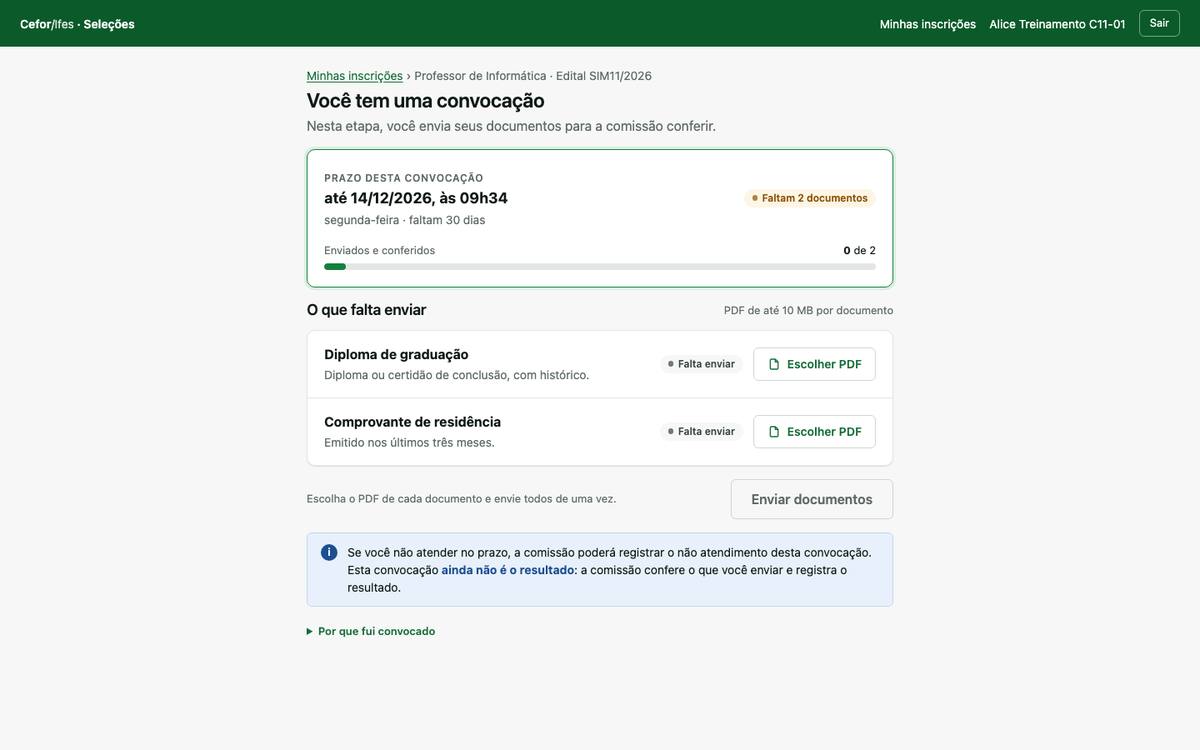 Cefor/Ifes · Seleções
Minhas inscrições Alice Treinamento C11-01 Sair
Minhas inscrições › Professor de Informática · Edital SIM11/2026
Você tem uma convocação
Nesta etapa, você envia seus documentos para a comissão conferir.
PRAZO DESTA CONVOCAÇÃO
até 14/12/2026, às 09h34
Faltam 2 documentos
segunda-feira · faltam 30 dias
Enviados e conferidos 0 de 2
O que falta enviar PDF de até 10 MB por documento
Diploma de graduação
Diploma ou certidão de conclusão, com histórico.
Falta enviar Escolher PDF
Comprovante de residência
Emitido nos últimos três meses.
Falta enviar Escolher PDF
Escolha o PDF de cada documento e envie todos de uma vez. Enviar documentos
i
Se você não atender no prazo, a comissão poderá registrar o não atendimento desta convocação.
Esta convocação ainda não é o resultado: a comissão confere o que você enviar e registra o
resultado.
Por que fui convocado